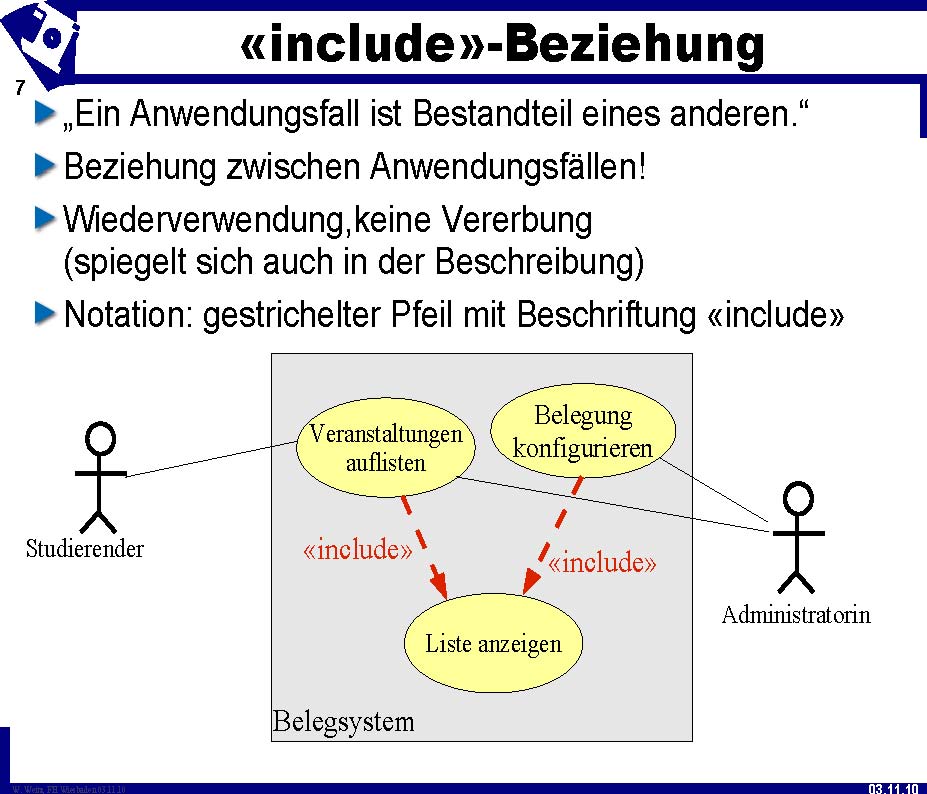 «include»-Beziehung
7
„Ein Anwendungsfall ist Bestandteil eines anderen.“
Beziehung zwischen Anwendungsfällen!
Wiederverwendung,keine Vererbung
(spiegelt sich auch in der Beschreibung)
Notation: gestrichelter Pfeil mit Beschriftung «include»
Veranstaltungen
auflisten
Belegung
konfigurieren
Studierender
«include»
«include»
Administratorin
Liste anzeigen
Belegsystem
W. Weitz, FH Wiesbaden 03.11.10
03.11.10